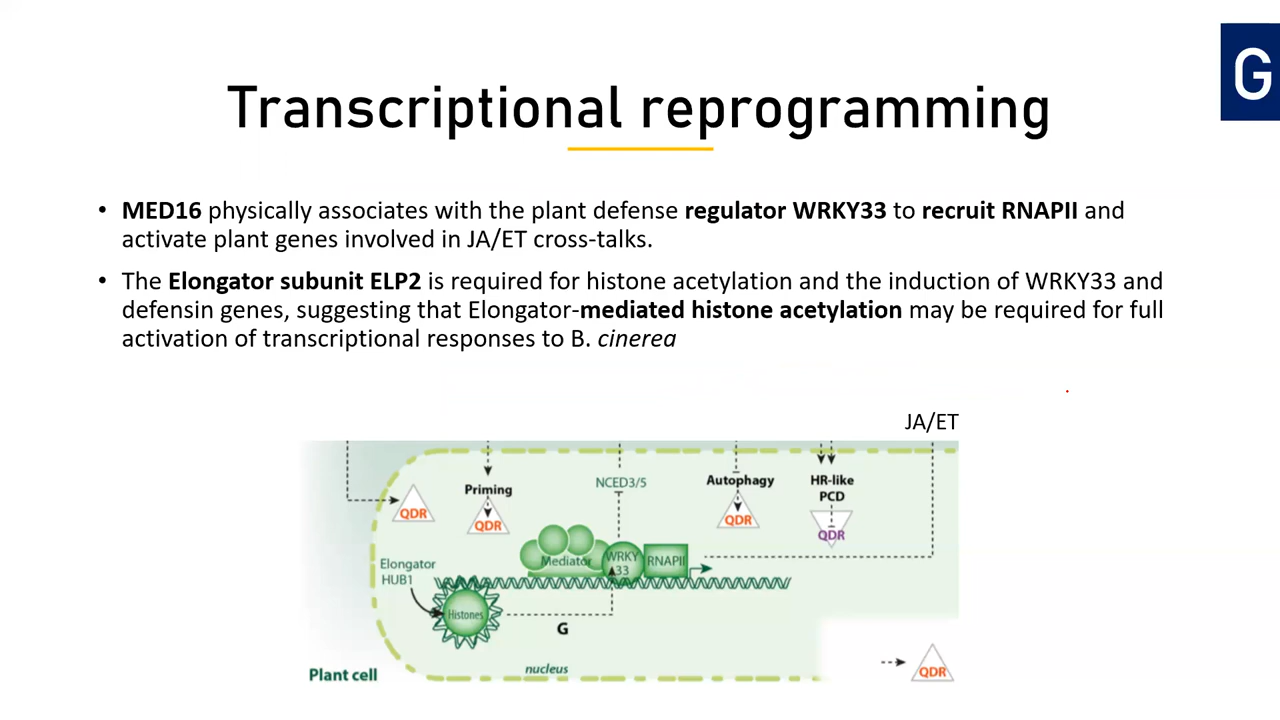 G
Transcriptional reprogramming
• MED16 physically associates with the plant defense regulator WRKY33 to recruit RNAPII and
activate plant genes involved in JA/ET cross-talks.
• The Elongator subunit ELP2 is required for histone acetylation and the induction of WRKY33 and
defensin genes, suggesting that Elongator-mediated histone acetylation may be required for full
activation of transcriptional responses to B. cinerea
JA/ET
Priming
NCED3/5
Autophagy
HR-like
PCD
QDR
QDR
QDR
QDR
Elongator
HUB1
Mediator
WRKY
33
RNAPII
Histones
G
nucleus
Plant cell
QDR